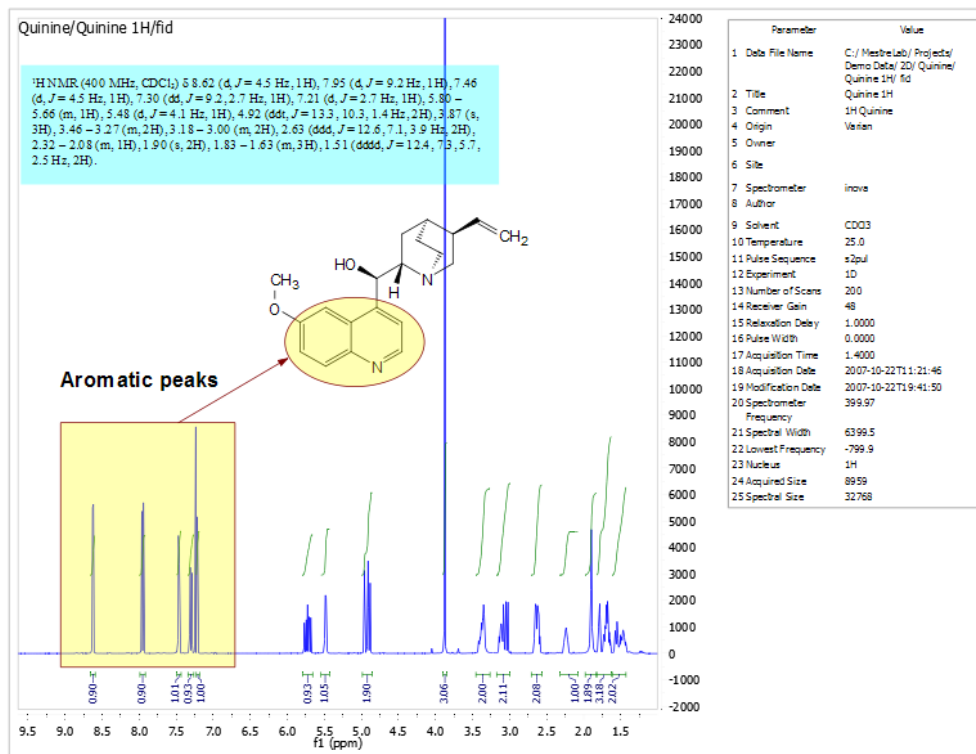 Quinine/Quinine 1H/fid
¹H NMR (400 MHz, CDCl₃) δ 8.62 (d, J = 4.5 Hz, 1H), 7.95 (d, J = 9.2 Hz, 1H), 7.46
(d, J = 4.5 Hz, 1H), 7.30 (dd, J = 9.2, 2.7 Hz, 1H), 7.21 (d, J = 2.7 Hz, 1H), 5.80 –
5.66 (m, 1H), 5.48 (d, J = 4.1 Hz, 1H), 4.92 (ddt, J = 13.3, 10.3, 1.4 Hz, 2H), 3.87 (s,
3H), 3.46 – 3.27 (m, 2H), 3.18 – 3.00 (m, 2H), 2.63 (ddd, J = 12.6, 7.1, 3.9 Hz, 2H),
2.32 – 2.08 (m, 1H), 1.90 (s, 2H), 1.83 – 1.63 (m, 3H), 1.51 (dddd, J = 12.4, 7.3, 5.7,
2.5 Hz, 2H).
CH₂
HO
N
H
CH₃
O
N
Aromatic peaks
0.90
0.90
1.01
0.93
1.00
0.93
1.05
1.90
3.06
2.00
2.11
2.08
1.00
1.89
3.18
2.02
9.5 9.0 8.5 8.0 7.5 7.0 6.5 6.0 5.5 5.0 4.5 4.0 3.5 3.0 2.5 2.0 1.5
f1 (ppm)
24000
23000
22000
21000
20000
19000
18000
17000
16000
15000
14000
13000
12000
11000
10000
9000
8000
7000
6000
5000
4000
3000
2000
1000
0
-1000
-2000
Parameter Value
1 Data File Name C:/ MestreLab/ Projects/
Demo Data/ 2D/ Quinine/
Quinine 1H/ fid
2 Title Quinine 1H
3 Comment 1H Quinine
4 Origin Varian
5 Owner
6 Site
7 Spectrometer inova
8 Author
9 Solvent CDCl3
10 Temperature 25.0
11 Pulse Sequence s2pul
12 Experiment 1D
13 Number of Scans 200
14 Receiver Gain 48
15 Relaxation Delay 1.0000
16 Pulse Width 0.0000
17 Acquisition Time 1.4000
18 Acquisition Date 2007-10-22T11:21:46
19 Modification Date 2007-10-22T19:41:50
20 Spectrometer 399.97
Frequency
21 Spectral Width 6399.5
22 Lowest Frequency -799.9
23 Nucleus 1H
24 Acquired Size 8959
25 Spectral Size 32768